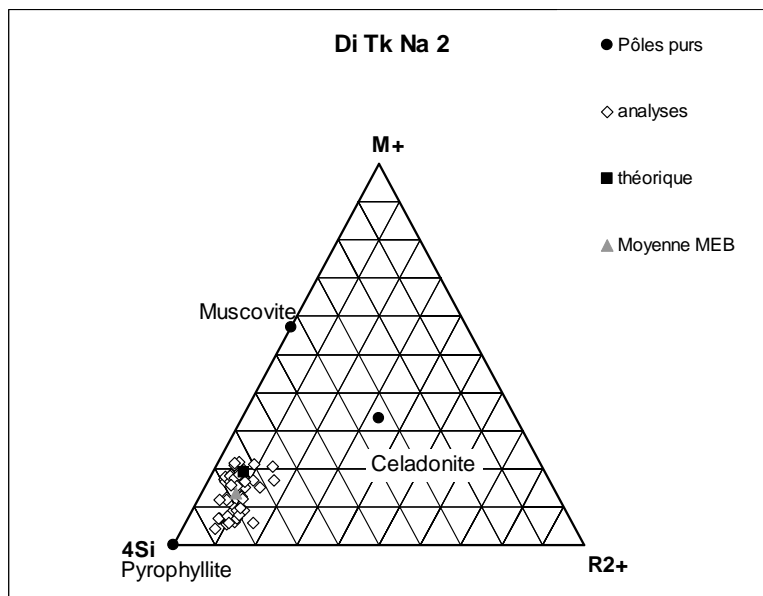 Di Tk Na 2
Pôles purs
analyses
théorique
Moyenne MEB
M+
Muscovite
Celadonite
4Si
Pyrophyllite
R2+